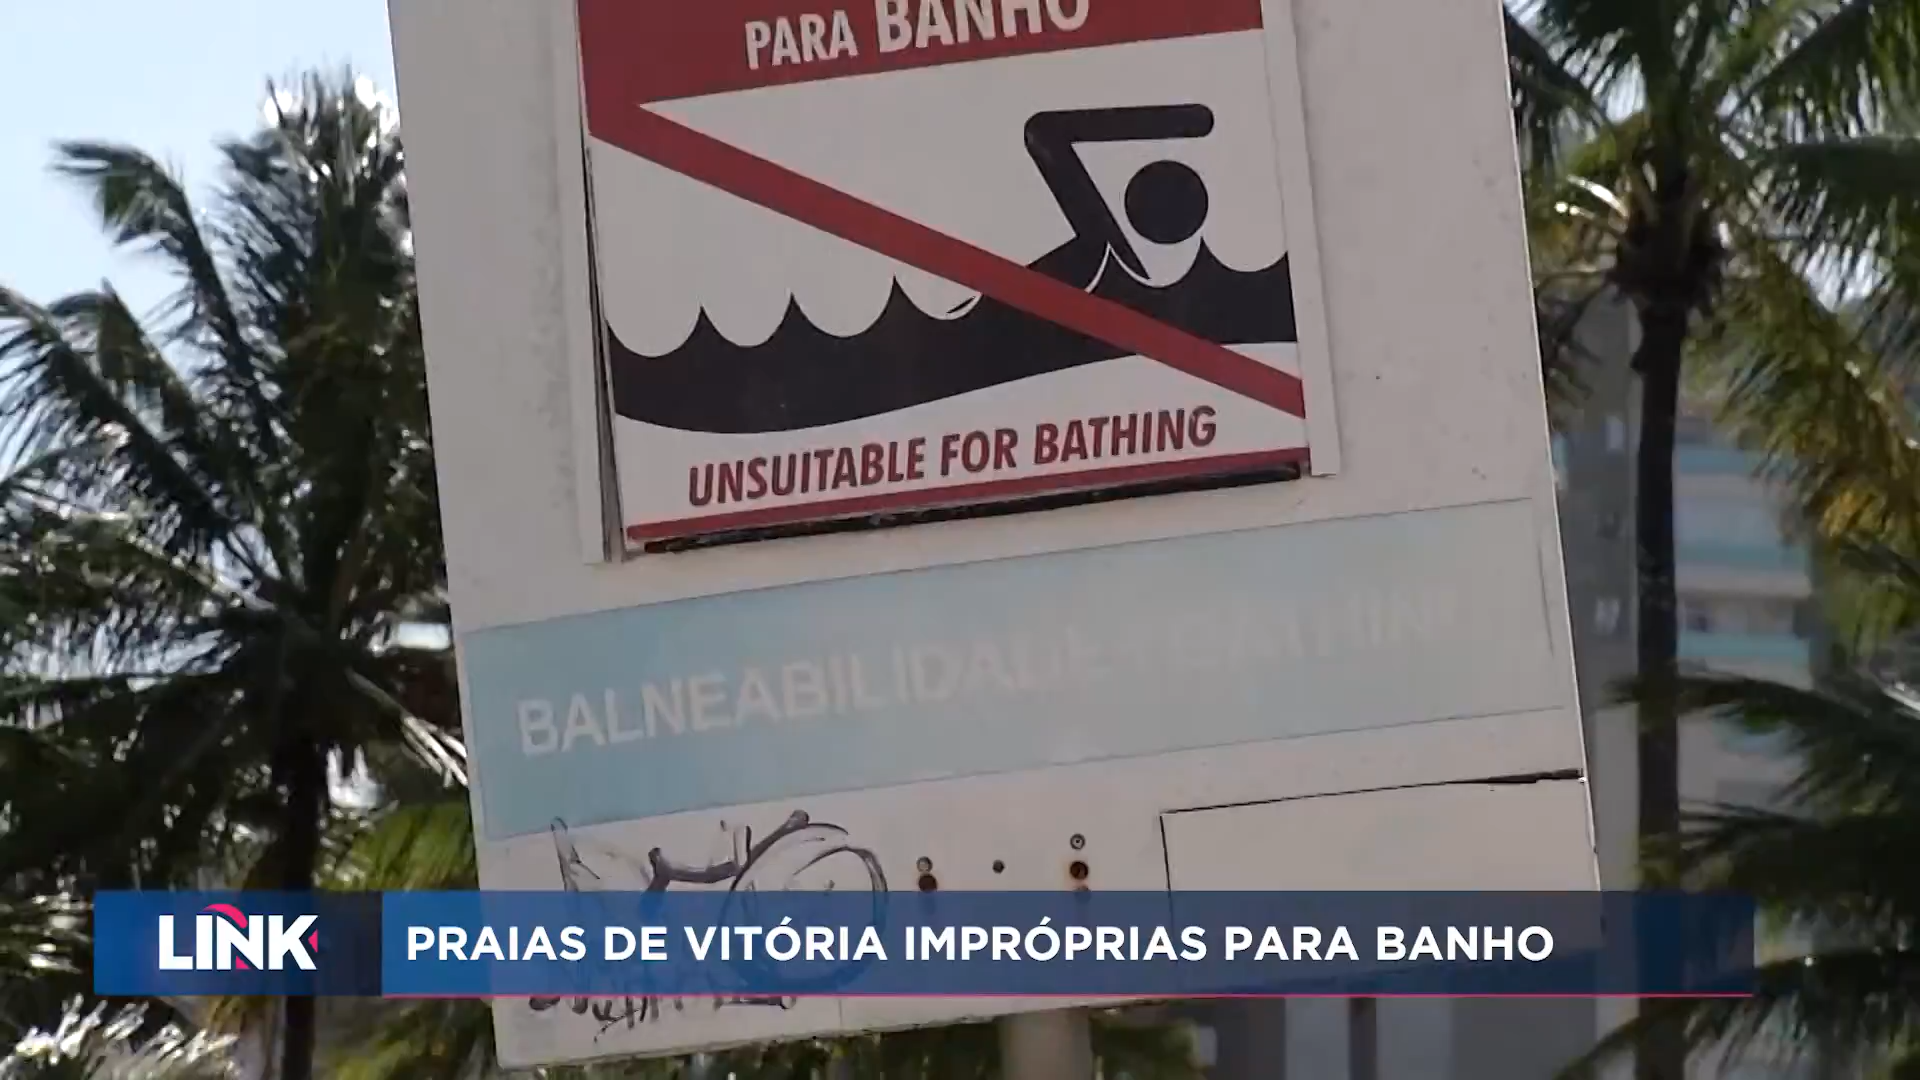 PARA BANHO
UNSUITABLE FOR BATHING
BALNEABILIDADE
LINK
PRAIAS DE VITÓRIA IMPRÓPRIAS PARA BANHO